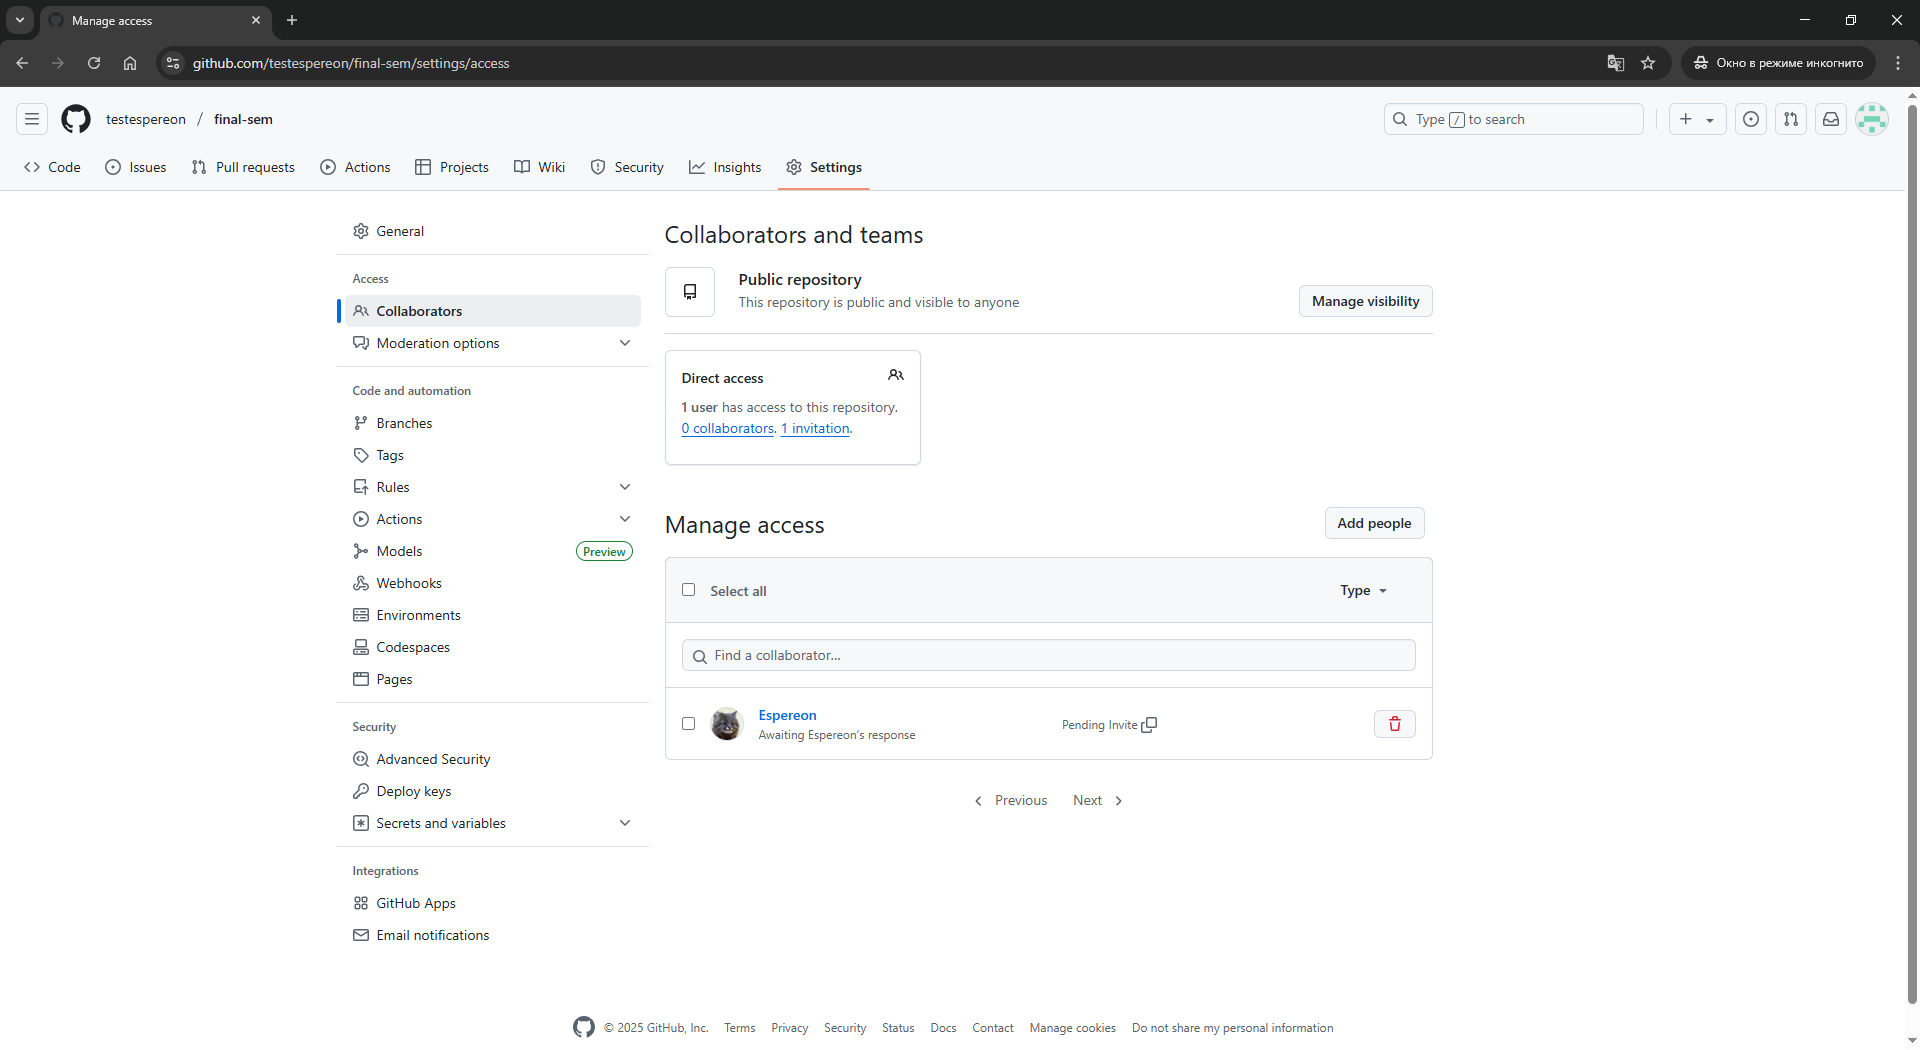 Manage access
github.com/testespereon/final-sem/settings/access
Окно в режиме инкогнито
testespereon / final-sem
Type / to search
Code
Issues
Pull requests
Actions
Projects
Wiki
Security
Insights
Settings
General
Access
Collaborators
Moderation options
Code and automation
Branches
Tags
Rules
Actions
Models
Preview
Webhooks
Environments
Codespaces
Pages
Security
Advanced Security
Deploy keys
Secrets and variables
Integrations
GitHub Apps
Email notifications
Collaborators and teams
Public repository
This repository is public and visible to anyone
Manage visibility
Direct access
1 user has access to this repository.
0 collaborators. 1 invitation.
Manage access
Add people
Select all
Type
Find a collaborator...
Espereon
Awaiting Espereon's response
Pending Invite
Previous
Next
© 2025 GitHub, Inc.
Terms
Privacy
Security
Status
Docs
Contact
Manage cookies
Do not share my personal information